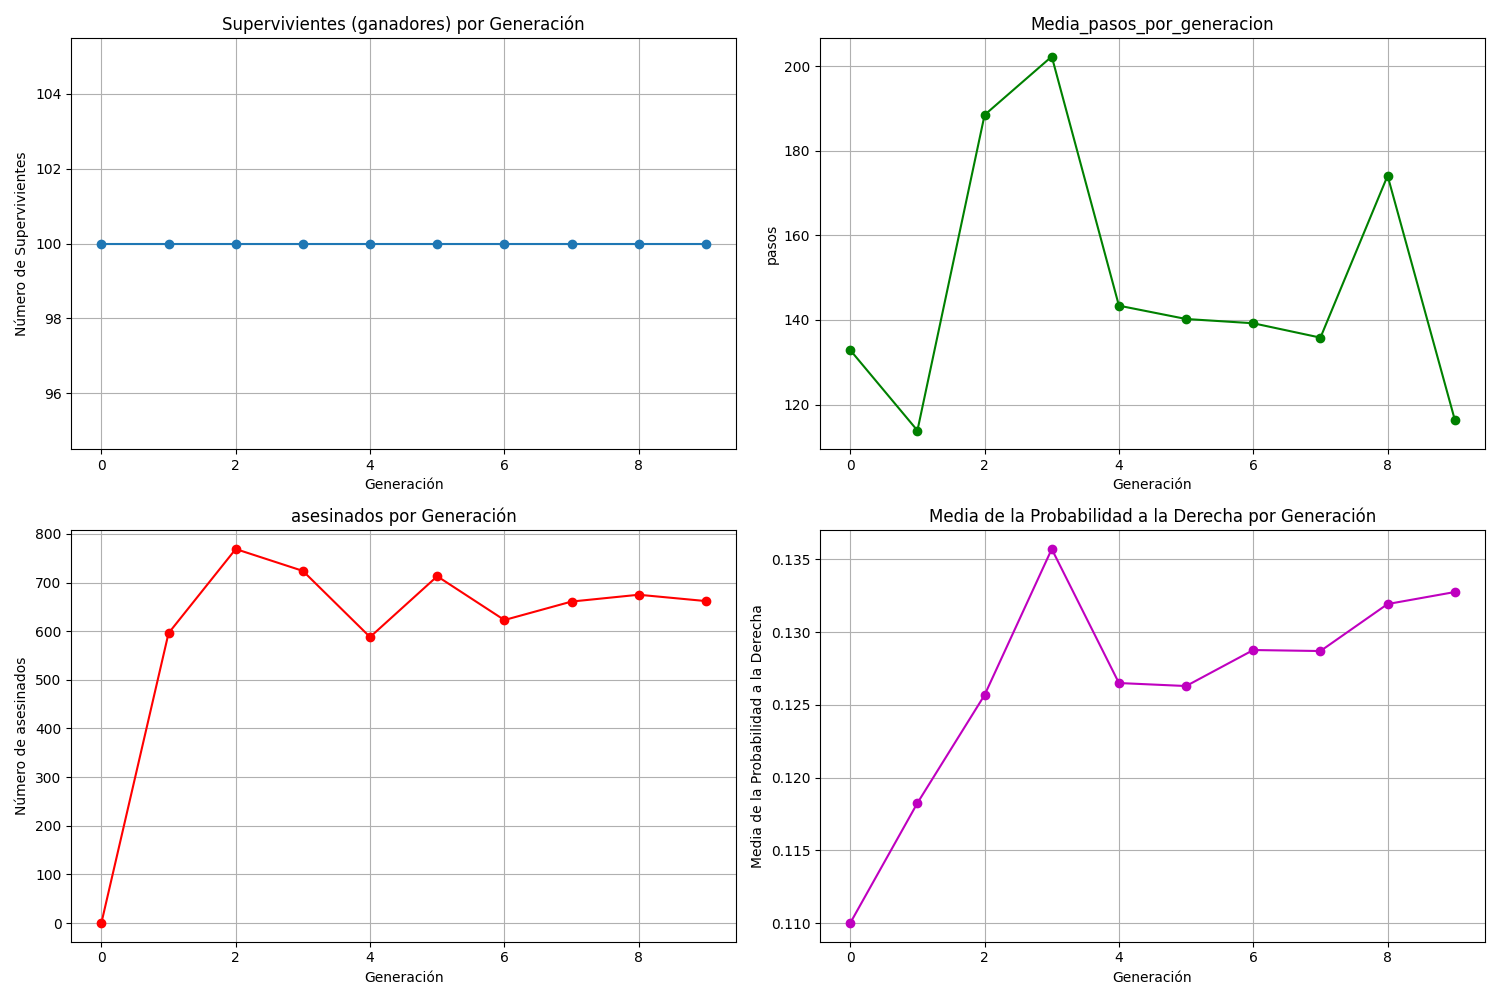 Supervivientes (ganadores) por Generación
Número de Supervivientes
104
102
100
98
96
0 2 4 6 8
Generación
Media_pasos_por_generacion
pasos
200
180
160
140
120
0 2 4 6 8
Generación
asesinados por Generación
Número de asesinados
800
700
600
500
400
300
200
100
0
0 2 4 6 8
Generación
Media de la Probabilidad a la Derecha por Generación
Media de la Probabilidad a la Derecha
0.135
0.130
0.125
0.120
0.115
0.110
0 2 4 6 8
Generación